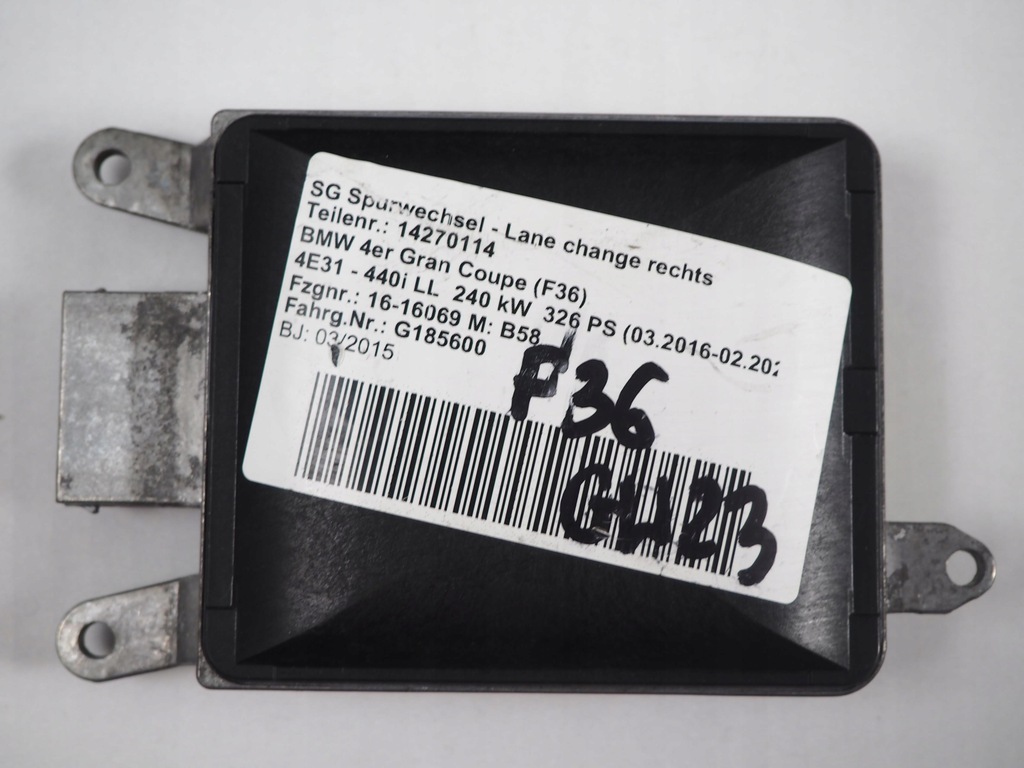 SG Spurwechsel - Lane change rechts
Teilenr.: 14270114
BMW 4er Gran Coupe (F36)
4E31 - 440i LL 240 kW 326 PS (03.2016-02.202
Fzgnr.: 16-16069 M: B58
Fahrg.Nr.: G185600
BJ: 03/2015
F36
GW23